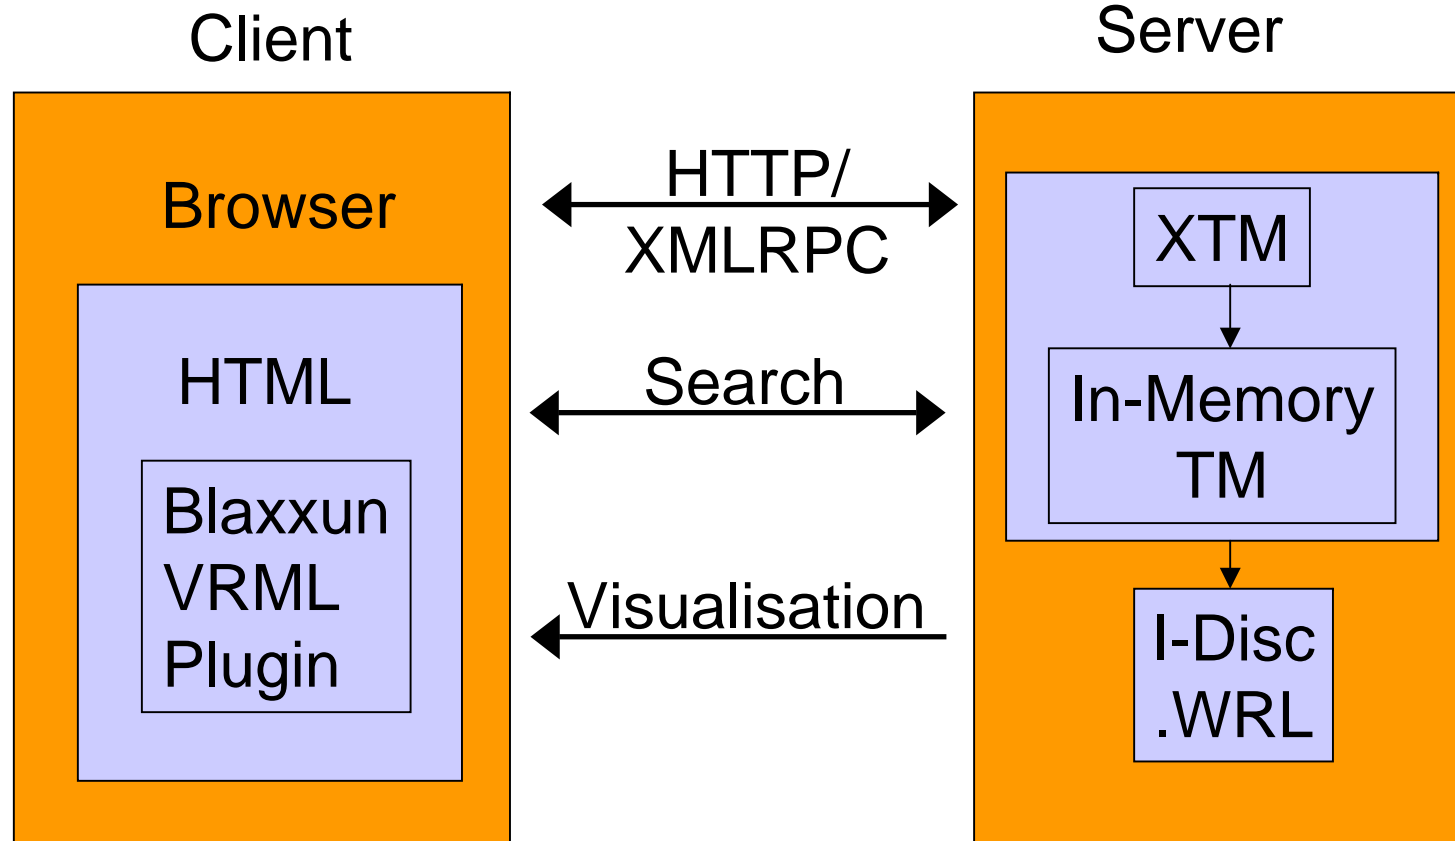 Client
Server
Browser
HTML
Blaxxun
VRML
Plugin
HTTP/
XMLRPC
Search
Visualisation
XTM
In-Memory
TM
I-Disc
.WRL